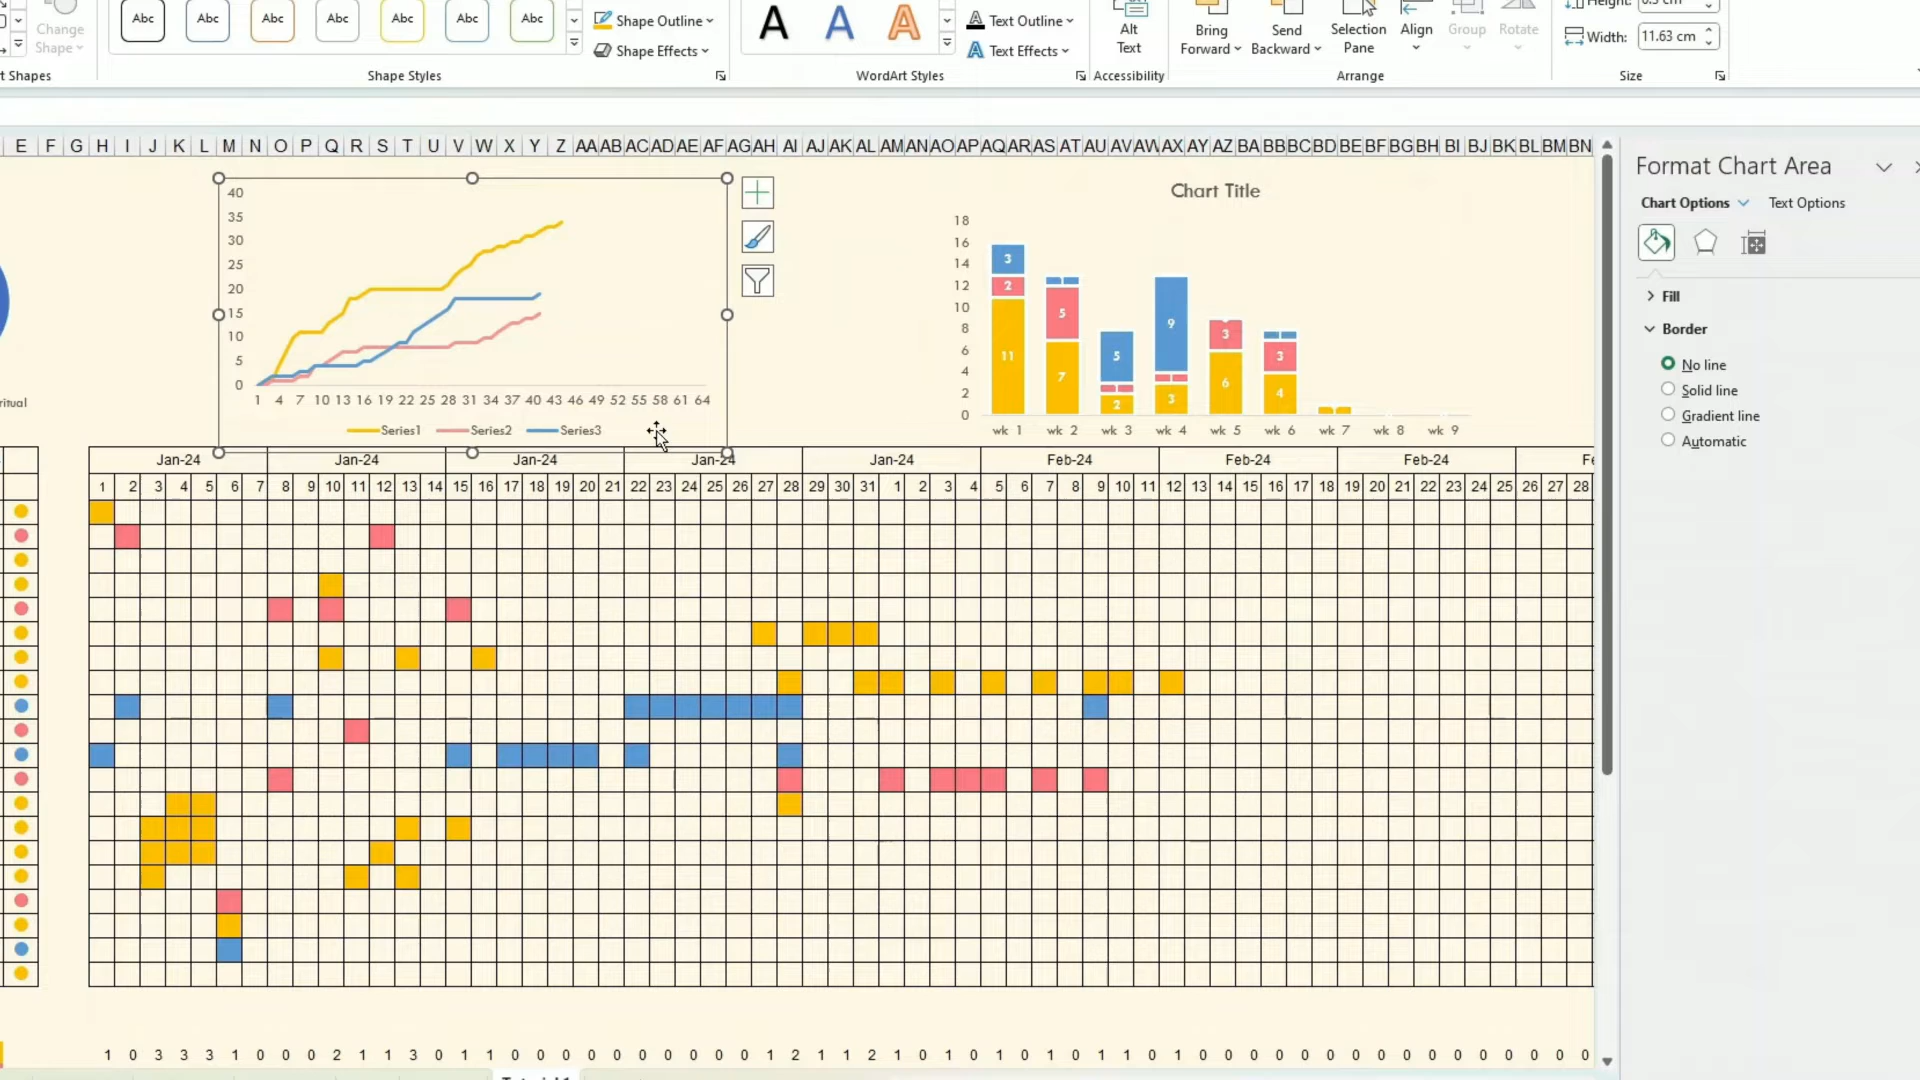 Change
Shape
t Shapes
Abc Abc Abc Abc Abc Abc Abc
Shape Outline
Shape Effects
Shape Styles
A A A
Text Outline
Text Effects
WordArt Styles
Alt
Text
Accessibility
Bring
Forward
Send
Backward
Selection
Pane
Align
Group
Rotate
Arrange
Height:
Width: 11.63 cm
Size
E F G H I J K L M N O P Q R S T U V W X Y Z AA AB AC AD AE AF AG AH AI AJ AK AL AM AN AO AP AQ AR AS AT AU AV AW AX AY AZ BA BB BC BD BE BF BG BH BI BJ BK BL BM BN
Format Chart Area
Chart Options Text Options
Fill
Border
No line
Solid line
Gradient line
Automatic
40
35
30
25
20
15
10
5
0
1 4 7 10 13 16 19 22 25 28 31 34 37 40 43 46 49 52 55 58 61 64
Series1 Series2 Series3
ritual
Chart Title
18
16
14
12
10
8
6
4
2
0
3
2
11
5
7
5
2
9
3
3
6
3
4
wk 1 wk 2 wk 3 wk 4 wk 5 wk 6 wk 7 wk 8 wk 9
Jan-24 Jan-24 Jan-24 Jan-24 Jan-24 Feb-24 Feb-24 Feb-24 Fe
1 2 3 4 5 6 7 8 9 10 11 12 13 14 15 16 17 18 19 20 21 22 23 24 25 26 27 28 29 30 31 1 2 3 4 5 6 7 8 9 10 11 12 13 14 15 16 17 18 19 20 21 22 23 24 25 26 27 28
1 0 3 3 3 1 0 0 0 2 1 1 3 0 1 1 0 0 0 0 0 0 0 0 0 0 1 2 1 1 2 1 0 1 0 1 0 1 0 1 1 0 1 0 0 0 0 0 0 0 0 0 0 0 0 0 0 0 0